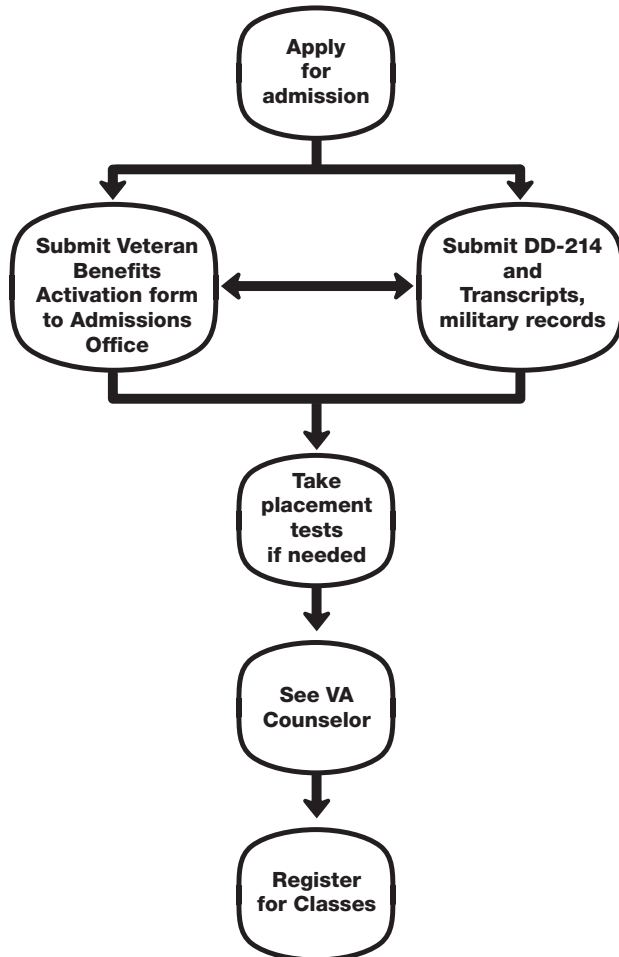 Apply
for
admission
Submit Veteran
Benefits
Activation form
to Admissions
Office
Submit DD-214
and
Transcripts,
military records
Take
placement
tests
if needed
See VA
Counselor
Register
for Classes